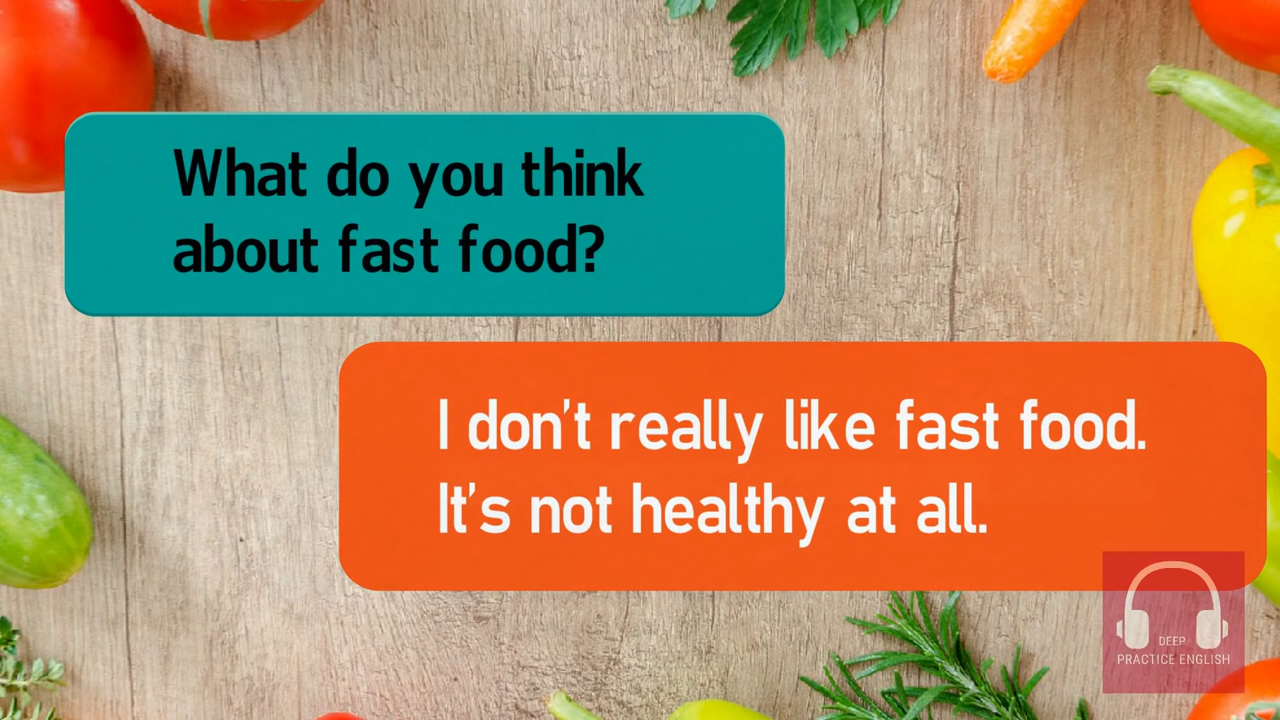 What do you think
about fast food?
I don't really like fast food.
It's not healthy at all.
DEEP
PRACTICE ENGLISH